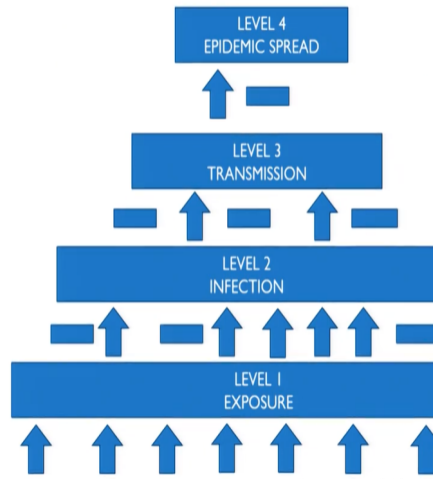 LEVEL 4
EPIDEMIC SPREAD
LEVEL 3
TRANSMISSION
LEVEL 2
INFECTION
LEVEL 1
EXPOSURE